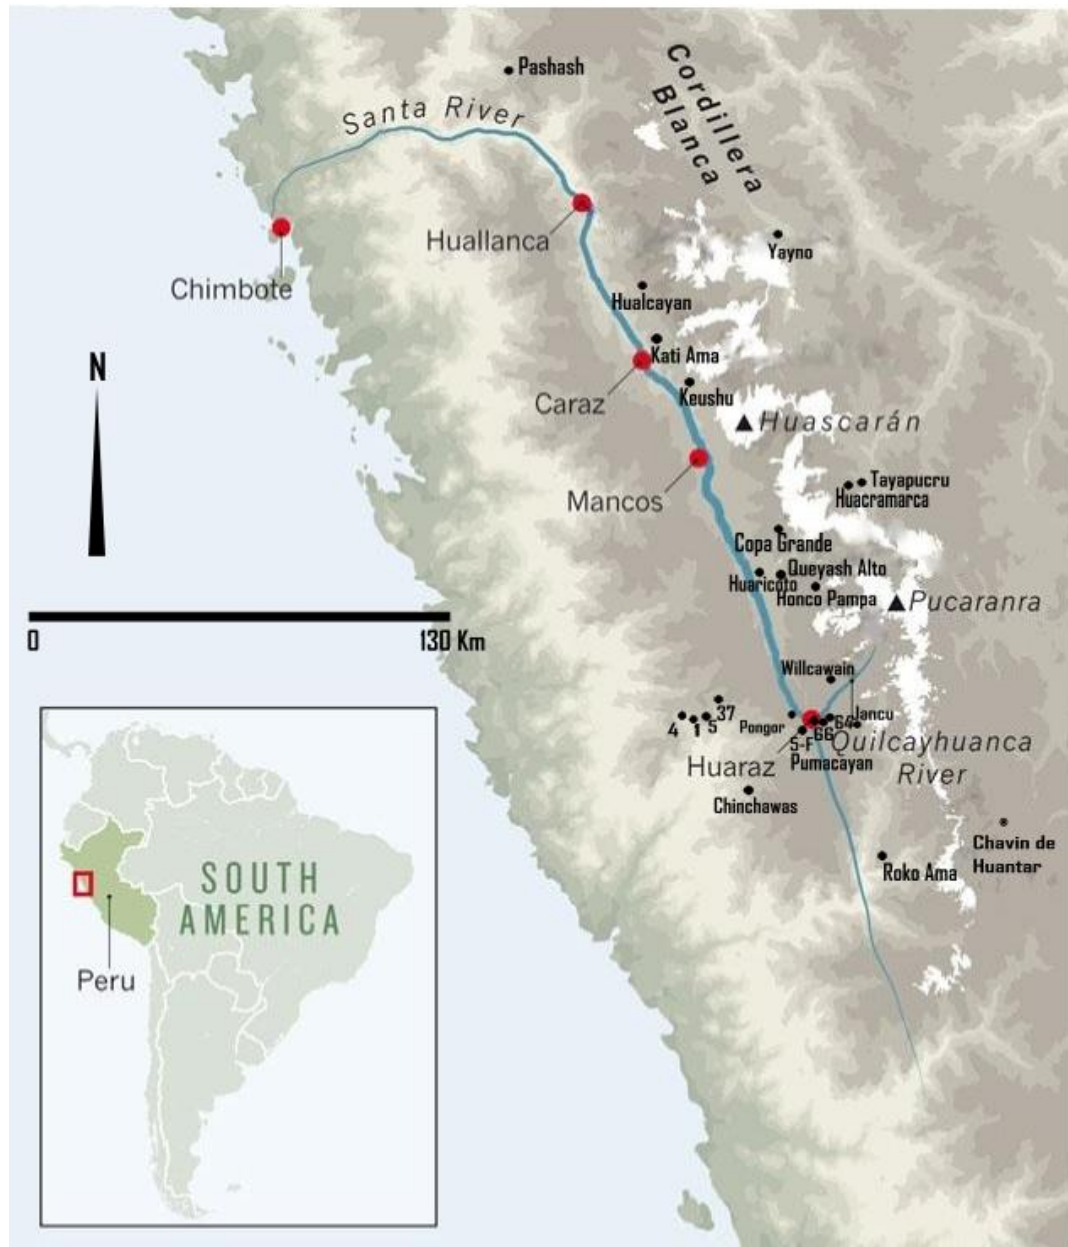 Pashash
Cordillera
Blanca
Santa River
Huallanca
Yayno
Chimbote
Hualcayan
N
Kati Ama
Caraz
Keushu
Huascarán
Mancos
Tayapucru
Huacramarca
Copa Grande
Queyash Alto
Huaricoto
Honco Pampa
Pucaranra
0
130 Km
Willcawain
37
4
1
5
Pongor
64
Jancu
66
5-F
Quilcayhuanca
River
Huaraz
Pumacayan
Chinchawas
Chavin de
Huantar
Roko Ama
SOUTH
AMERICA
Peru